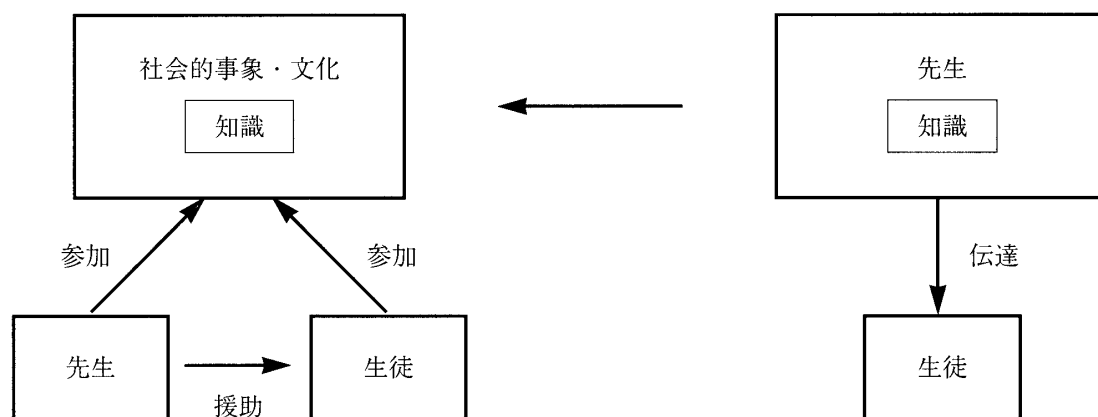 社会的事象・文化
知識
参加
参加
先生
生徒
援助
先生
知識
伝達
生徒